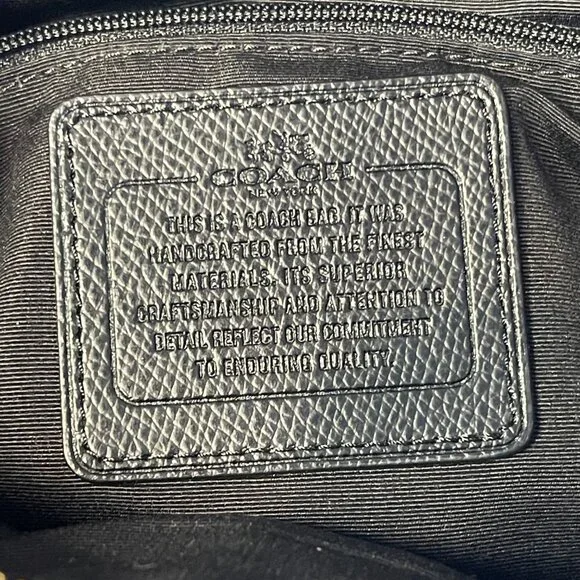 COACH
NEW YORK
THIS IS A COACH BAG. IT WAS
HANDCRAFTED FROM THE FINEST
MATERIALS. ITS SUPERIOR
CRAFTSMANSHIP AND ATTENTION TO
DETAIL REFLECT OUR COMMITMENT
TO ENDURING QUALITY.